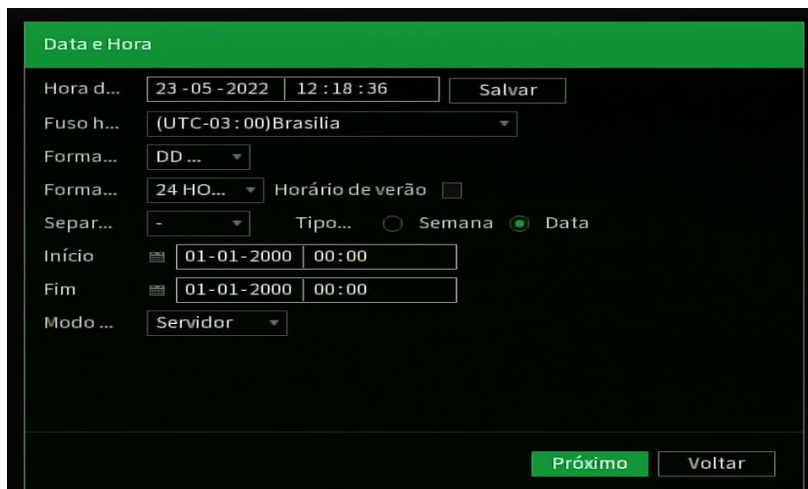 Data e Hora
Hora d... 23 - 05 - 2022 12 : 18 : 36 Salvar
Fuso h... (UTC-03 : 00)Brasilia
Forma... DD ...
Forma... 24 HO... Horário de verão
Separ... - Tipo... Semana Data
Início 01-01-2000 00:00
Fim 01-01-2000 00:00
Modo ... Servidor
Próximo Voltar